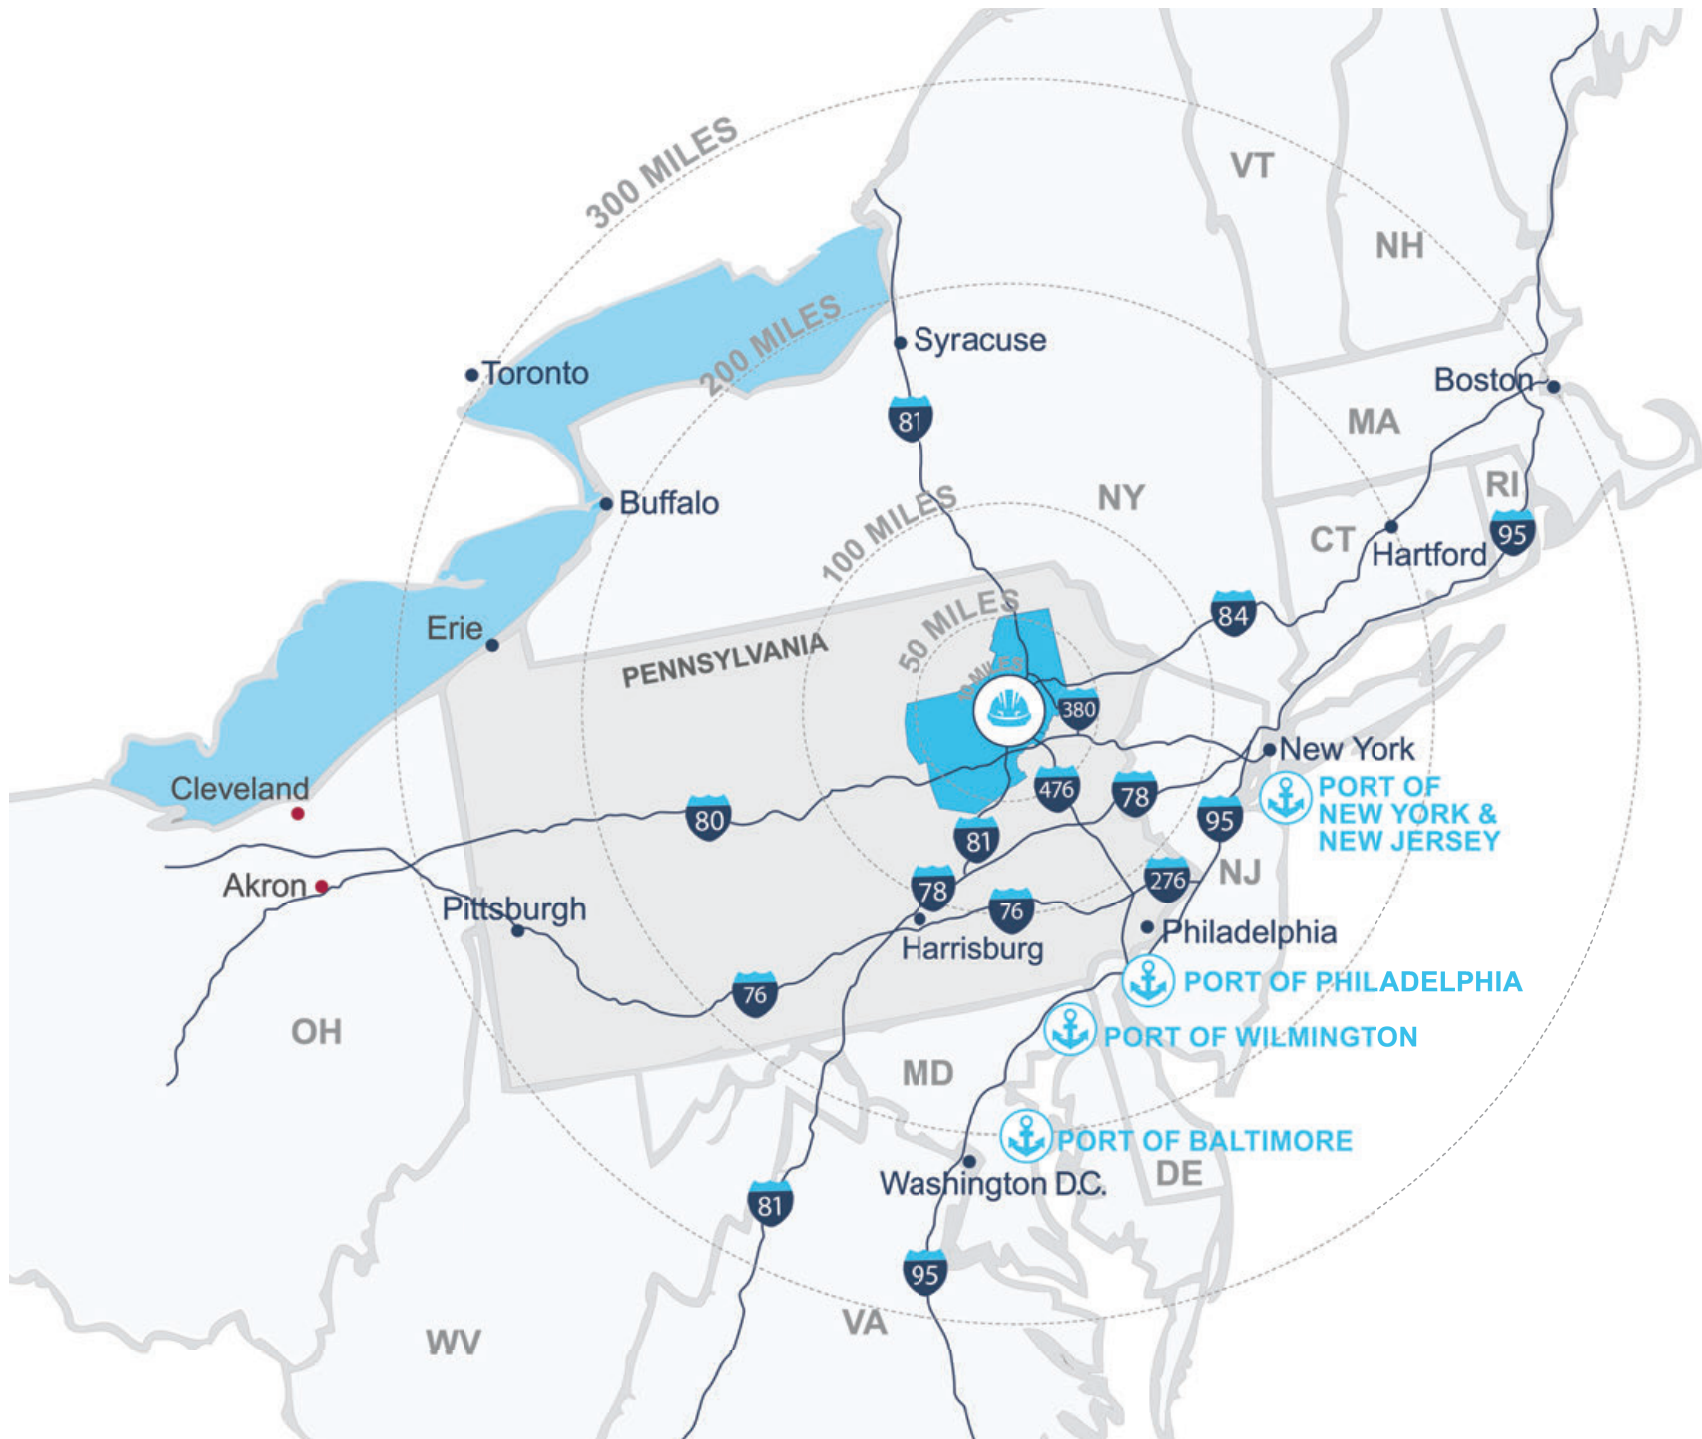 300 MILES
VT
NH
200 MILES
Syracuse
Toronto
Boston
81
MA
100 MILES
NY
RI
Buffalo
CT
Hartford
95
50 MILES
84
Erie
PENNSYLVANIA
MILES
380
New York
Cleveland
476
78
PORT OF
NEW YORK &
NEW JERSEY
80
95
81
Akron
78
276
NJ
Pittsburgh
76
Harrisburg
Philadelphia
76
PORT OF PHILADELPHIA
OH
PORT OF WILMINGTON
MD
PORT OF BALTIMORE
Washington D.C.
DE
81
95
VA
WV